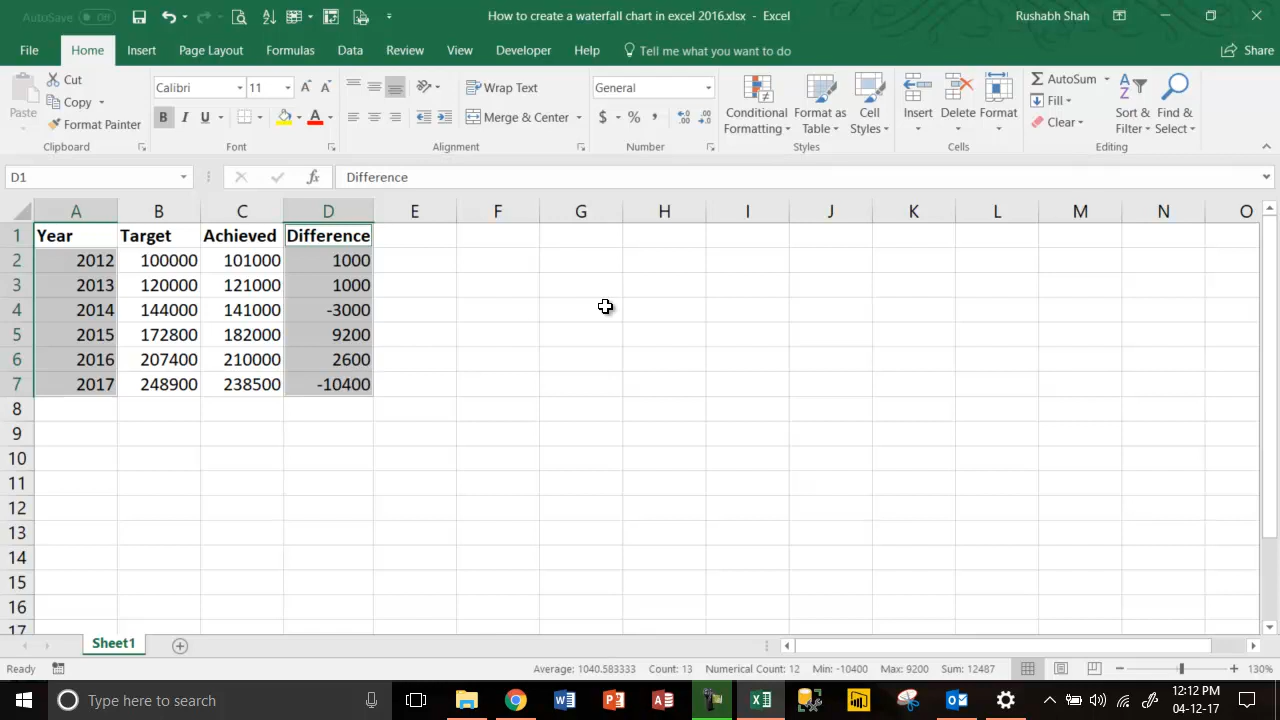 AutoSave Off
How to create a waterfall chart in excel 2016.xlsx - Excel
Rushabh Shah
File Home Insert Page Layout Formulas Data Review View Developer Help Tell me what you want to do Share
Paste
Cut
Copy
Format Painter
Clipboard
Calibri 11
B I U A
Font
Wrap Text
Merge & Center
Alignment
General
$ % ,
Number
Conditional Formatting
Format as Table
Cell Styles
Styles
Insert Delete Format
Cells
AutoSum
Fill
Clear
Sort & Filter
Find & Select
Editing
D1 fx Difference
A B C D E F G H I J K L M N O
1 Year Target Achieved Difference
2 2012 100000 101000 1000
3 2013 120000 121000 1000
4 2014 144000 141000 -3000
5 2015 172800 182000 9200
6 2016 207400 210000 2600
7 2017 248900 238500 -10400
8
9
10
11
12
13
14
15
16
17
Sheet1
Ready Average: 1040.583333 Count: 13 Numerical Count: 12 Min: -10400 Max: 9200 Sum: 12487 130%
Type here to search
12:12 PM
04-12-17